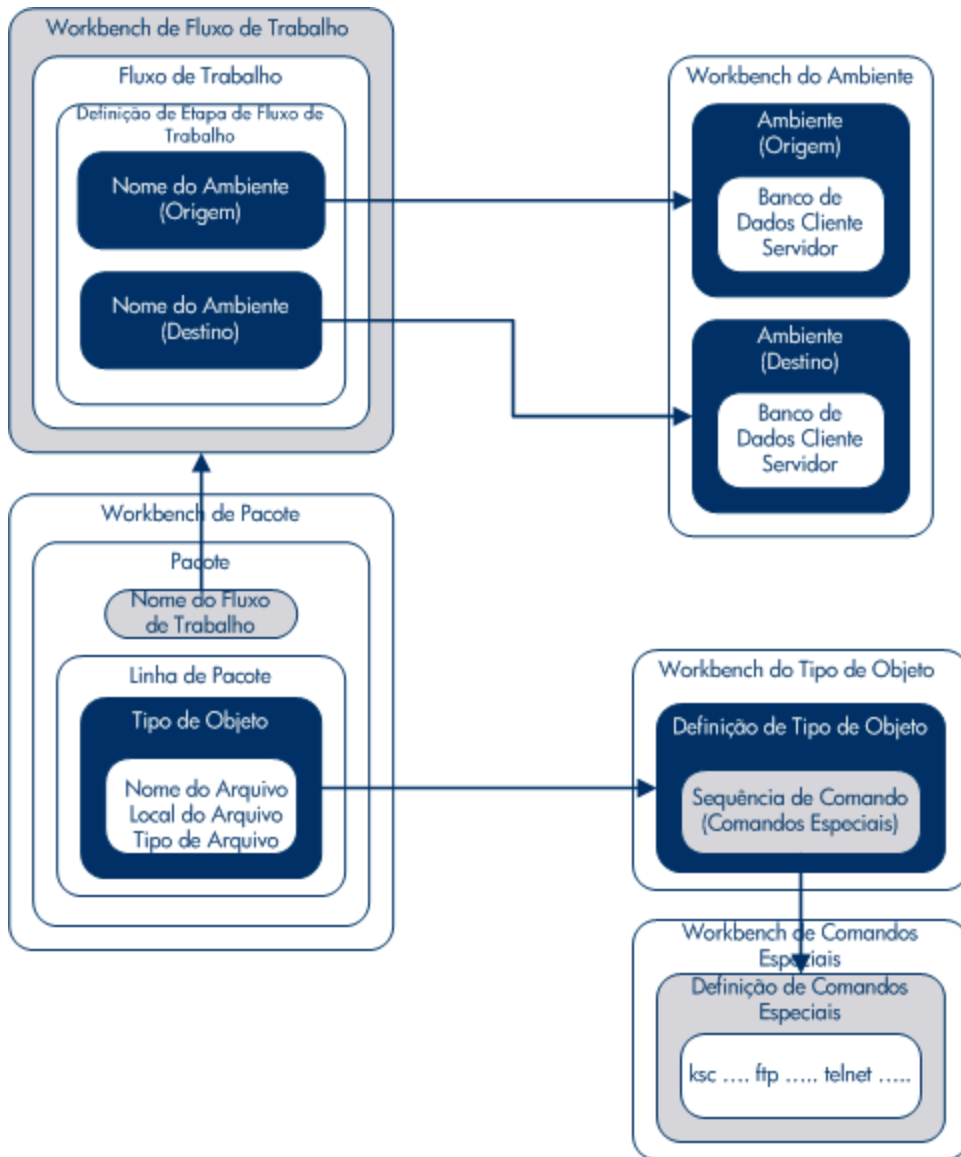 Workbench de Fluxo de Trabalho
Fluxo de Trabalho
Definição de Etapa de Fluxo de
Trabalho
Nome do Ambiente
(Origem)
Nome do Ambiente
(Destino)
Workbench do Ambiente
Ambiente
(Origem)
Banco de
Dados Cliente
Servidor
Ambiente
(Destino)
Banco de
Dados Cliente
Servidor
Workbench de Pacote
Pacote
Nome do Fluxo
de Trabalho
Linha de Pacote
Tipo de Objeto
Nome do Arquivo
Local do Arquivo
Tipo de Arquivo
Workbench do Tipo de Objeto
Definição de Tipo de Objeto
Sequência de Comando
(Comandos Especiais)
Workbench de Comandos
Especiais
Definição de Comandos
Especiais
ksc .... ftp ..... telnet .....